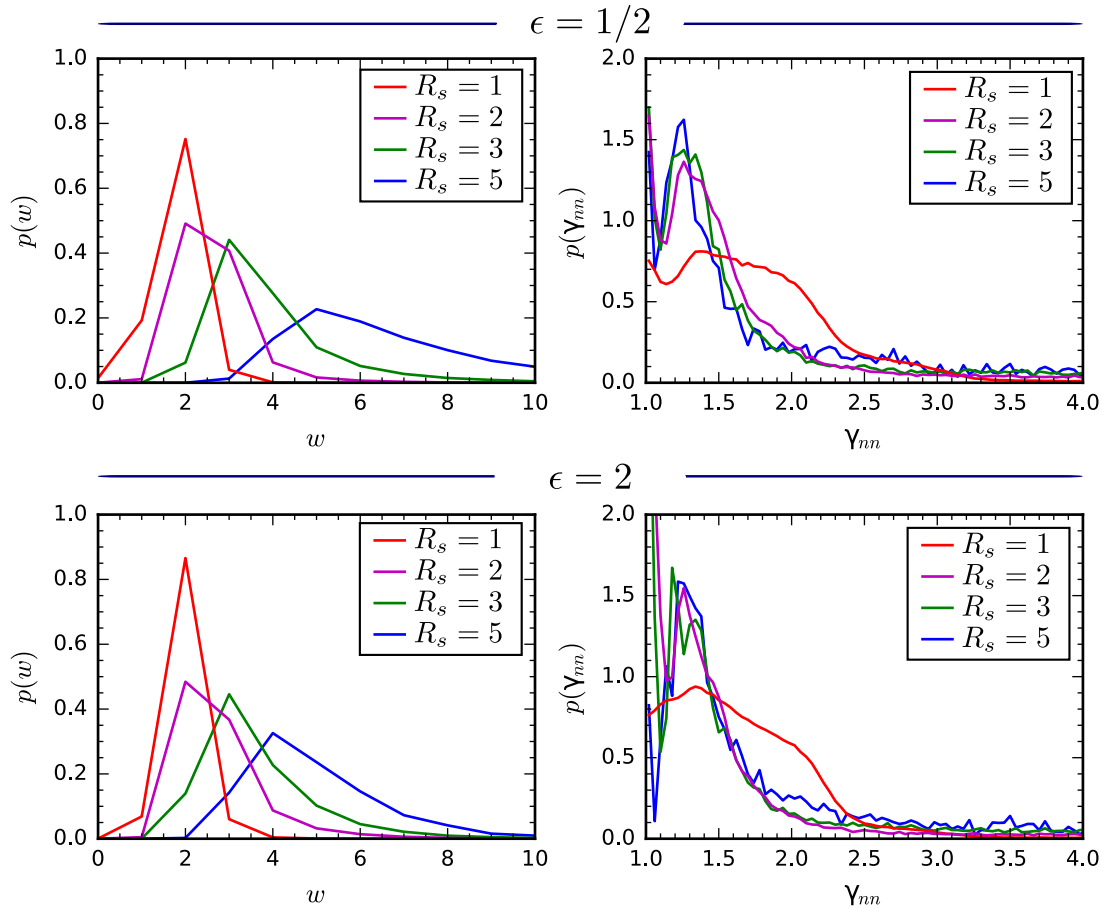 ϵ = 1/2
1.0
0.8
0.6
0.4
0.2
0.0
0 2 4 6 8 10
p(w)
w
R_s = 1
R_s = 2
R_s = 3
R_s = 5
2.0
1.5
1.0
0.5
0.0
1.0 1.5 2.0 2.5 3.0 3.5 4.0
p(γ_nn)
γ_nn
R_s = 1
R_s = 2
R_s = 3
R_s = 5
ϵ = 2
1.0
0.8
0.6
0.4
0.2
0.0
0 2 4 6 8 10
p(w)
w
R_s = 1
R_s = 2
R_s = 3
R_s = 5
2.0
1.5
1.0
0.5
0.0
1.0 1.5 2.0 2.5 3.0 3.5 4.0
p(γ_nn)
γ_nn
R_s = 1
R_s = 2
R_s = 3
R_s = 5